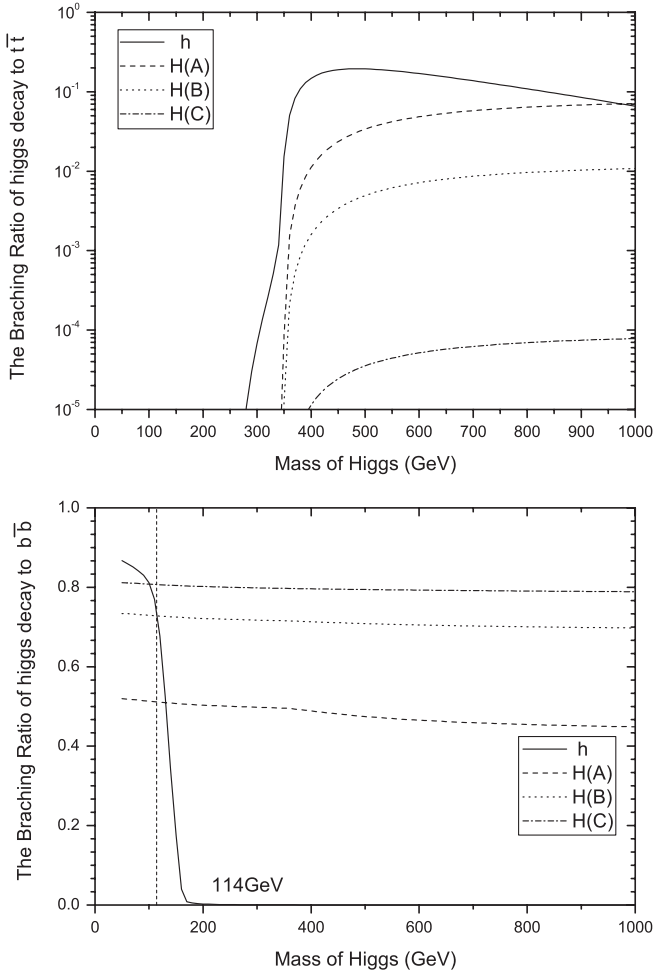 The Braching Ratio of higgs decay to tt̅
10⁰
10⁻¹
10⁻²
10⁻³
10⁻⁴
10⁻⁵
h
H(A)
H(B)
H(C)
0 100 200 300 400 500 600 700 800 900 1000
Mass of Higgs (GeV)
The Braching Ratio of higgs decay to bb̅
1.0
0.8
0.6
0.4
0.2
0.0
h
H(A)
H(B)
H(C)
114GeV
0 200 400 600 800 1000
Mass of Higgs (GeV)